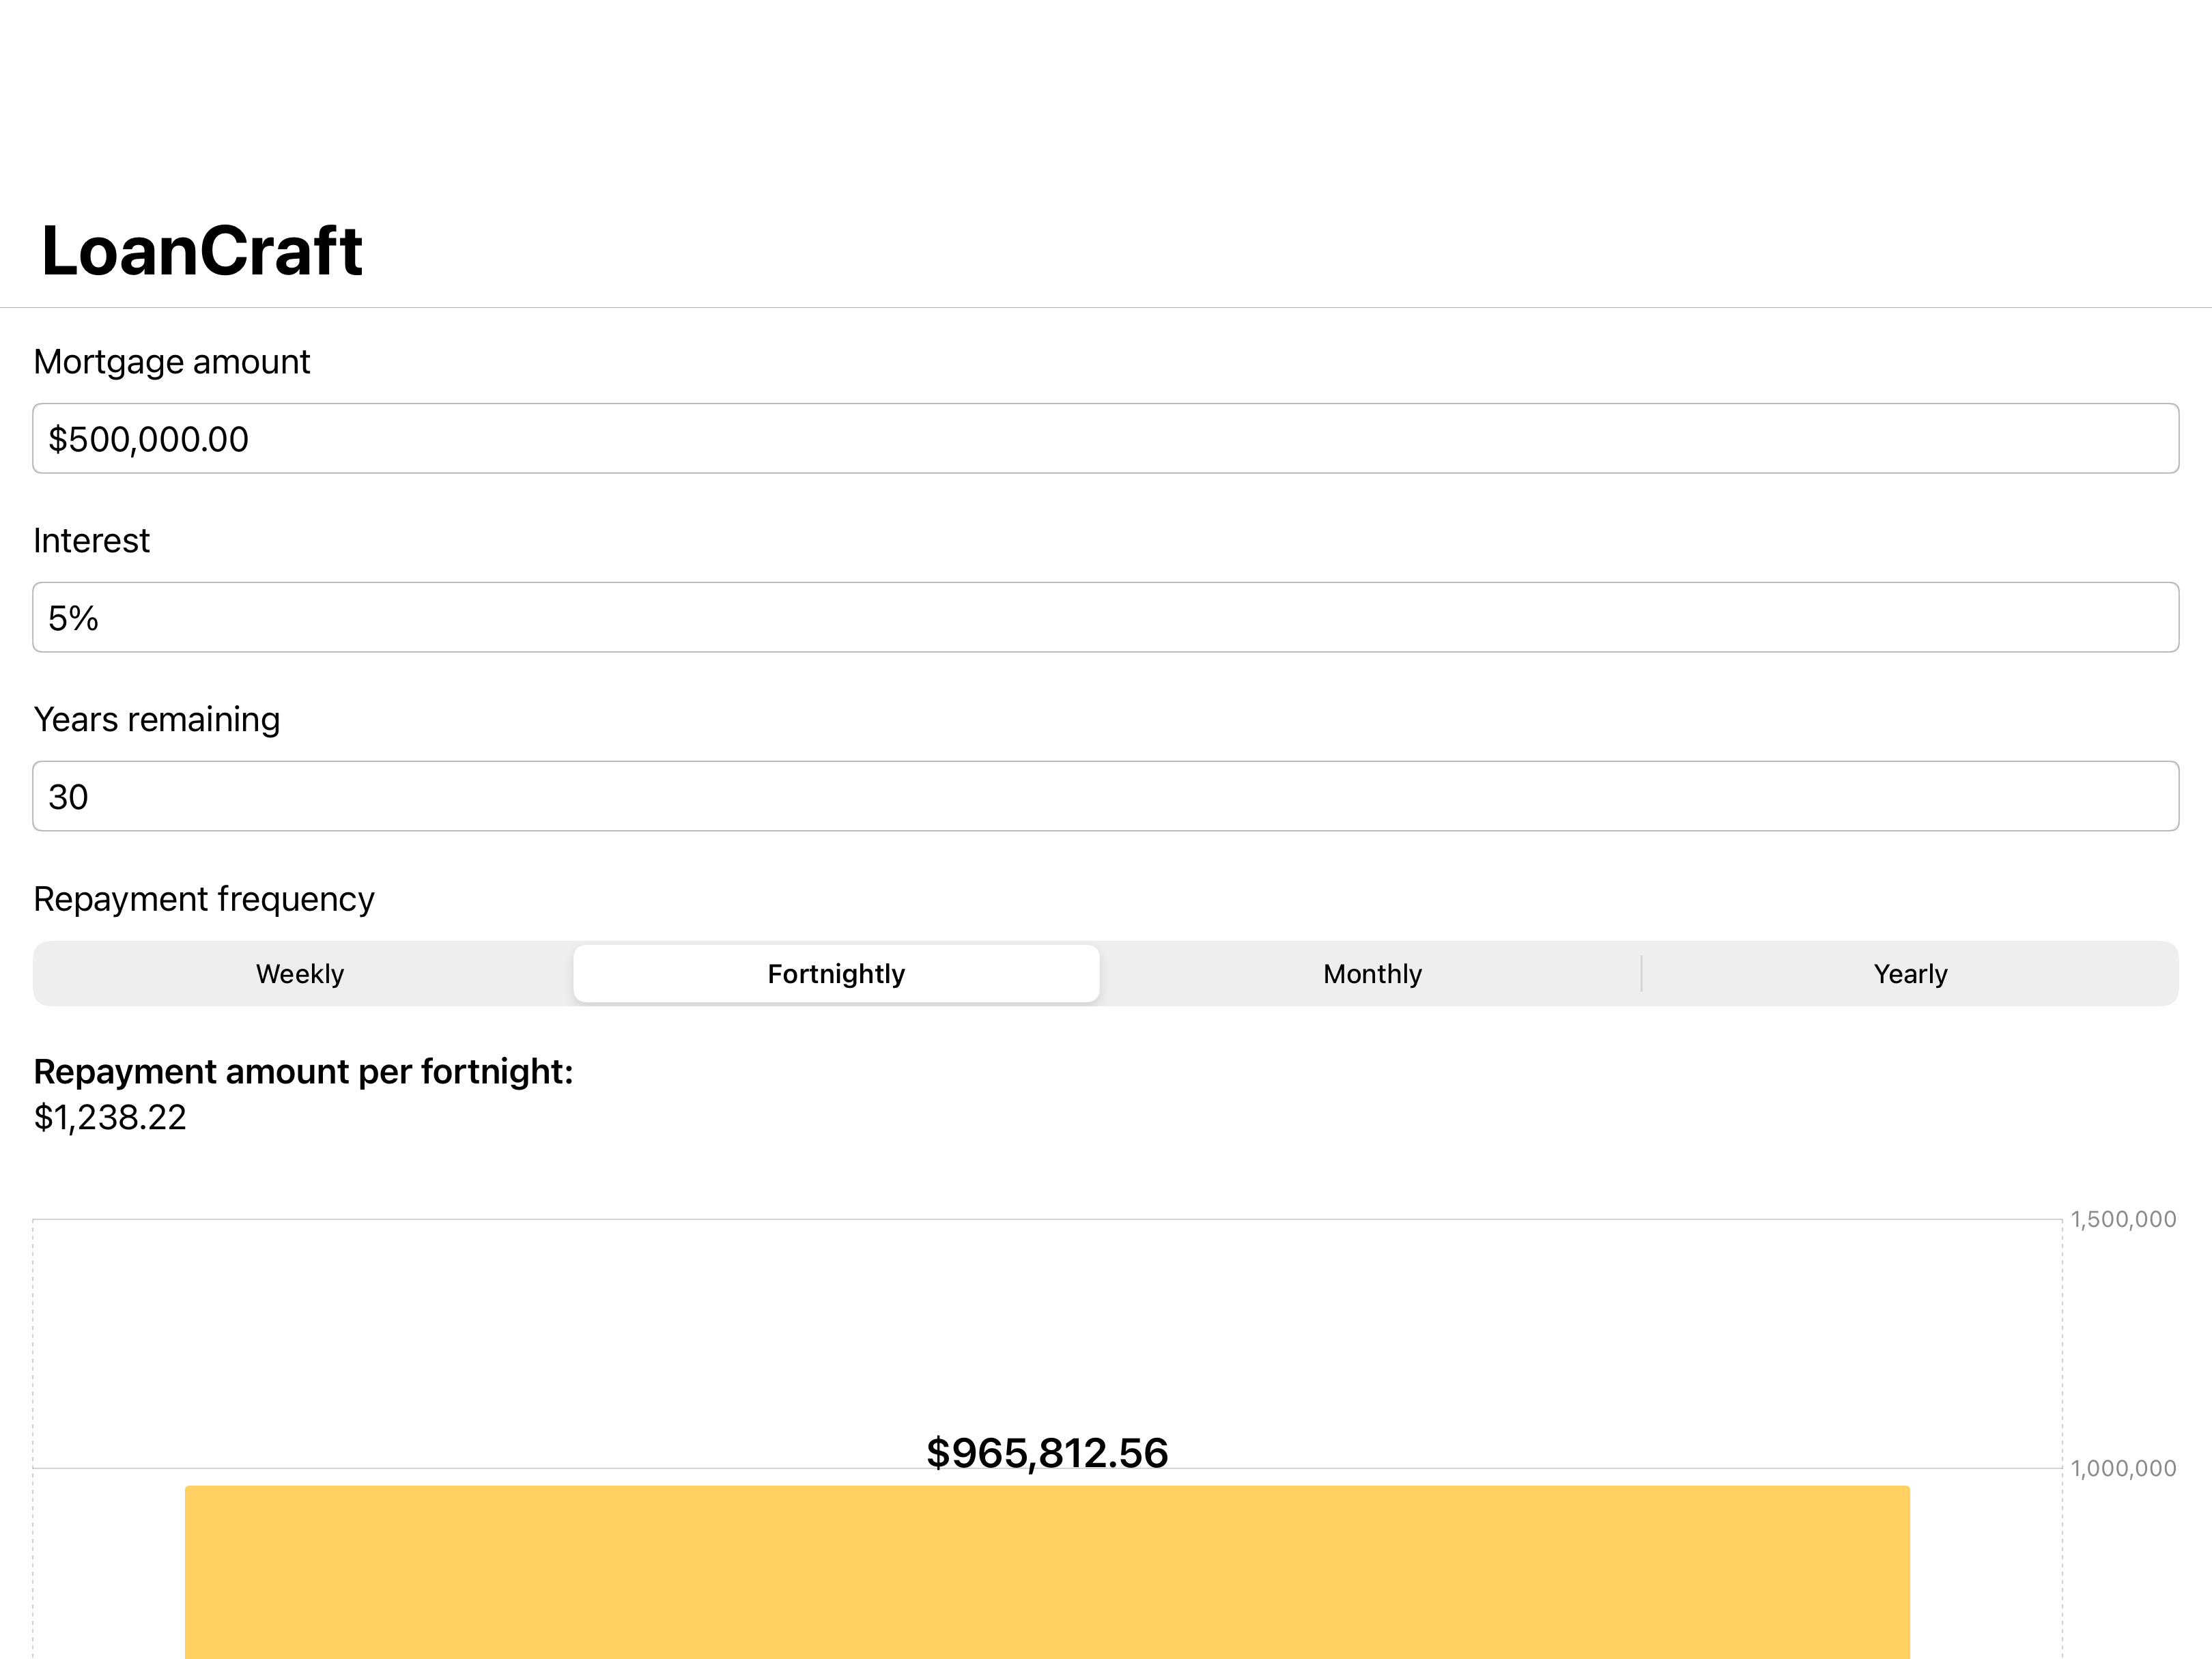 LoanCraft
Mortgage amount
$500,000.00
Interest
5%
Years remaining
30
Repayment frequency
Weekly Fortnightly Monthly Yearly
Repayment amount per fortnight:
$1,238.22
1,500,000
$965,812.56
1,000,000